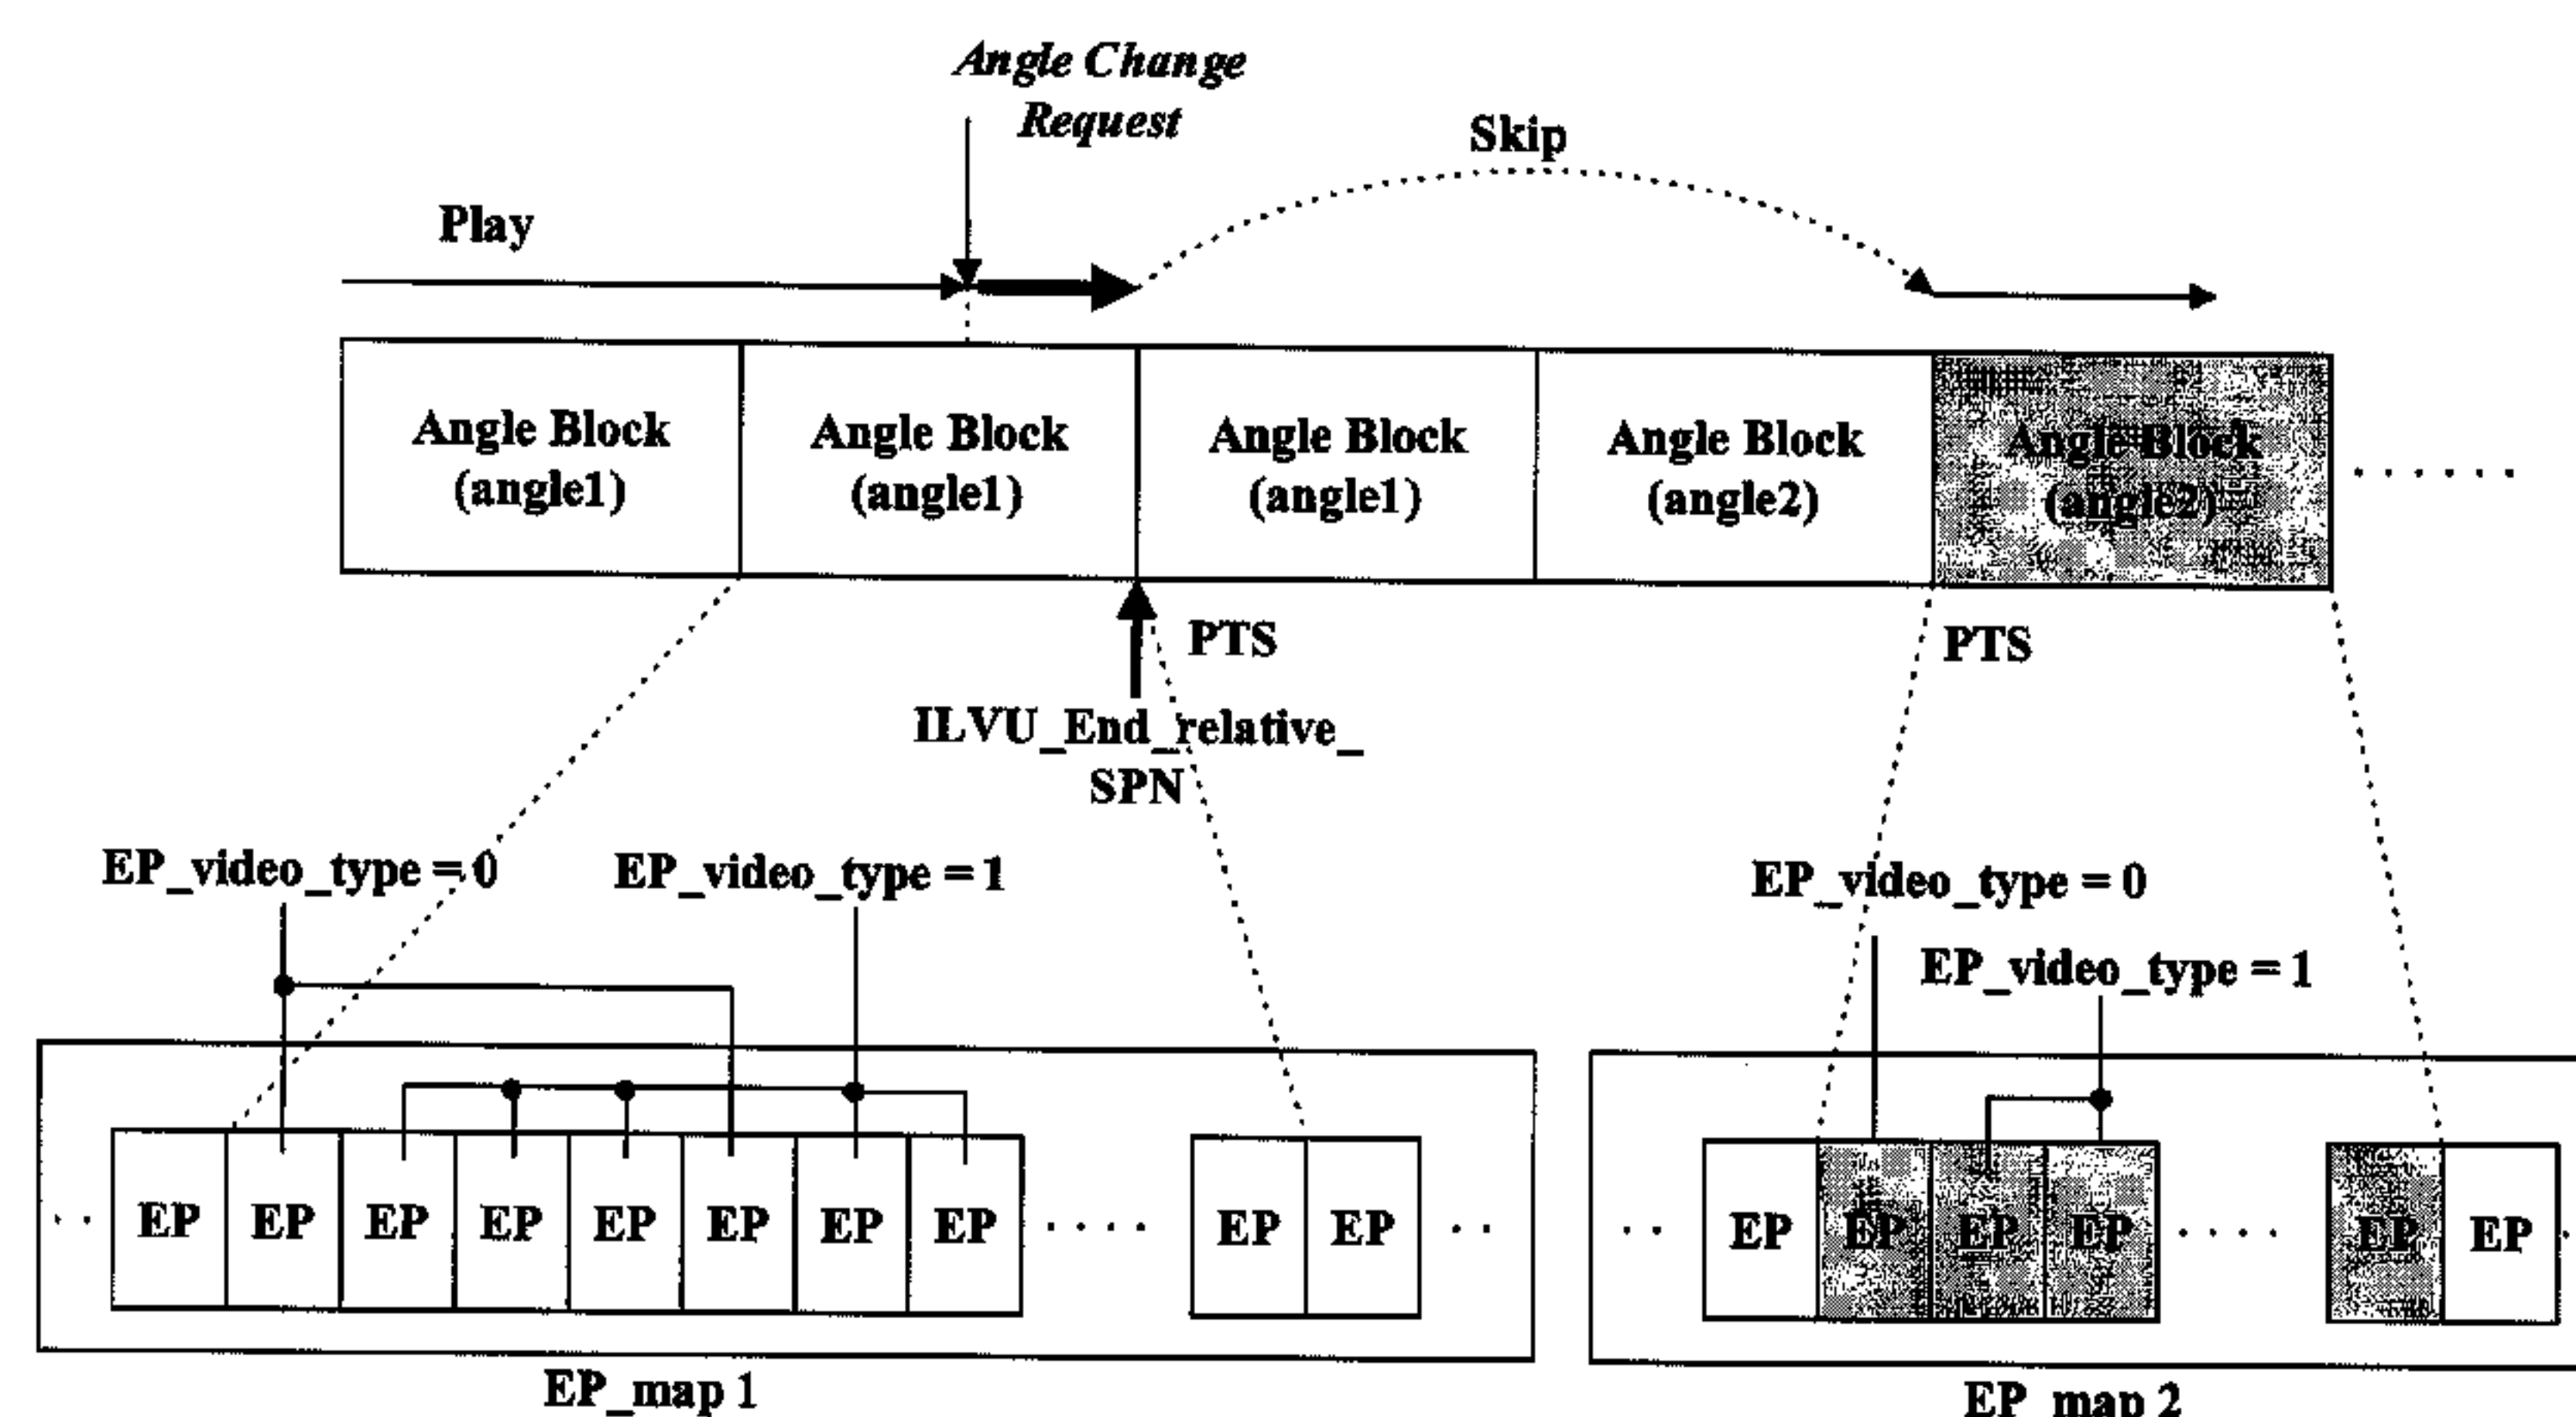 Angle Change
Request
Skip
Play
Angle Block
(angle1)
Angle Block
(angle1)
Angle Block
(angle1)
Angle Block
(angle2)
Angle Block
(angle2)
PTS
PTS
ILVU_End_relative_
SPN
EP_video_type = 0
EP_video_type = 1
EP_video_type = 0
EP_video_type = 1
EP EP EP EP EP EP EP EP EP EP
EP EP EP EP EP EP
EP_map 1
EP_map 2